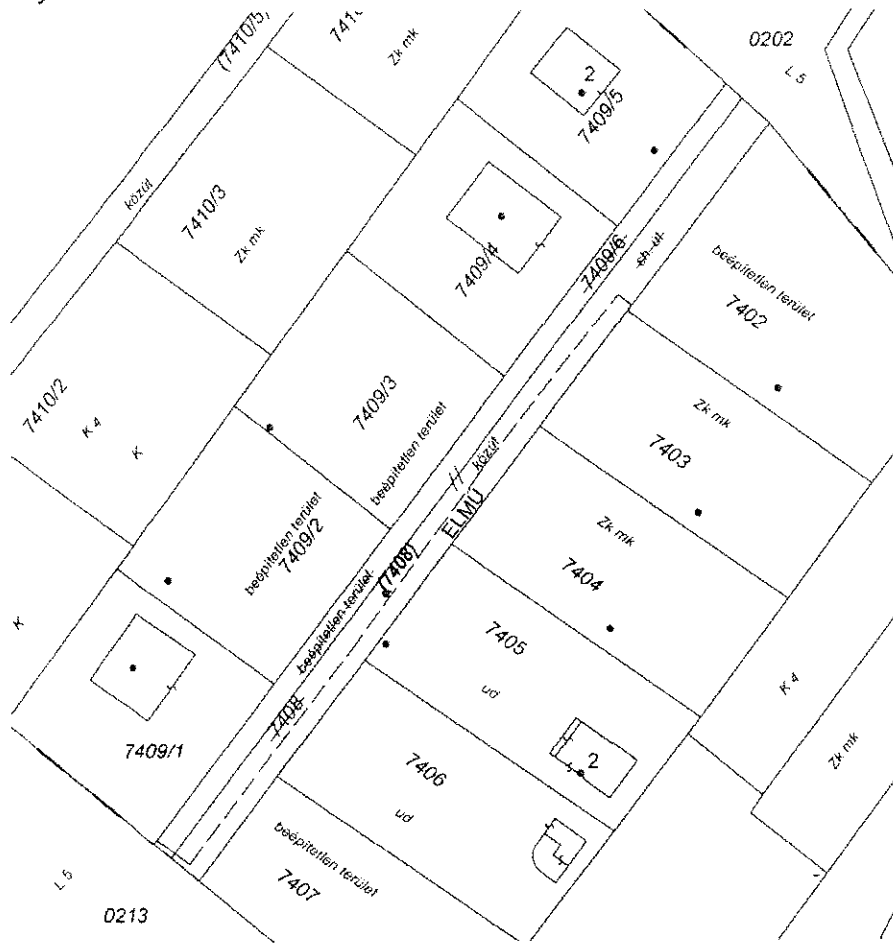 (7410/5)
Zk mk
0202
L 5
2
7409/5
közút
7410/3
Zk mk
7409/4
7409/6
beépítetlen terület
7402
7410/2
K 4
K
7409/3
beépítetlen terület
Zk mk
7403
közút
ELMŰ
Zk mk
7404
beépítetlen terület
7409/2
(7408)
beépítetlen terület
7405
ud
K
K 4
Zk mk
7408
7409/1
2
7406
ud
beépítetlen terület
7407
L 5
0213